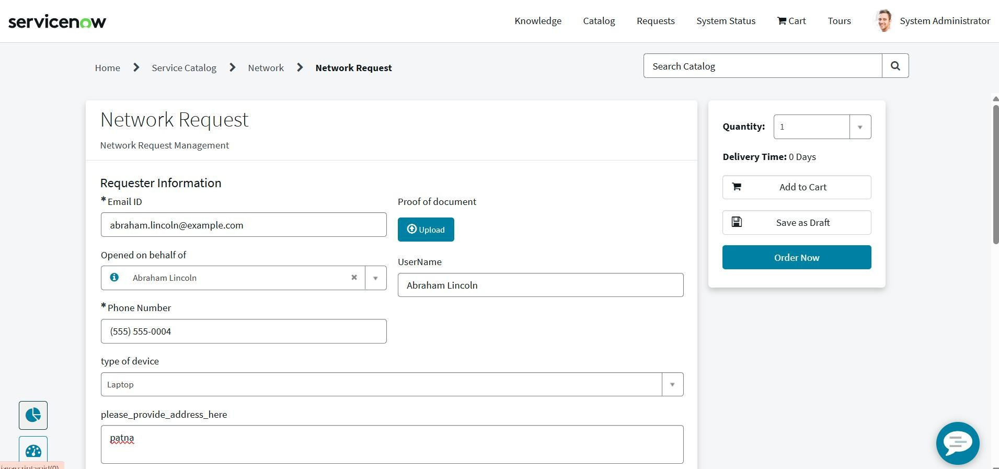 servicenow
Knowledge Catalog Requests System Status Cart Tours System Administrator
Home Service Catalog Network Network Request
Search Catalog
Network Request
Network Request Management
Requester Information
* Email ID
abraham.lincoln@example.com
Proof of document
Upload
Opened on behalf of
Abraham Lincoln
UserName
Abraham Lincoln
* Phone Number
(555) 555-0004
type of device
Laptop
please_provide_address_here
patna
Quantity: 1
Delivery Time: 0 Days
Add to Cart
Save as Draft
Order Now
javascript:void(0)